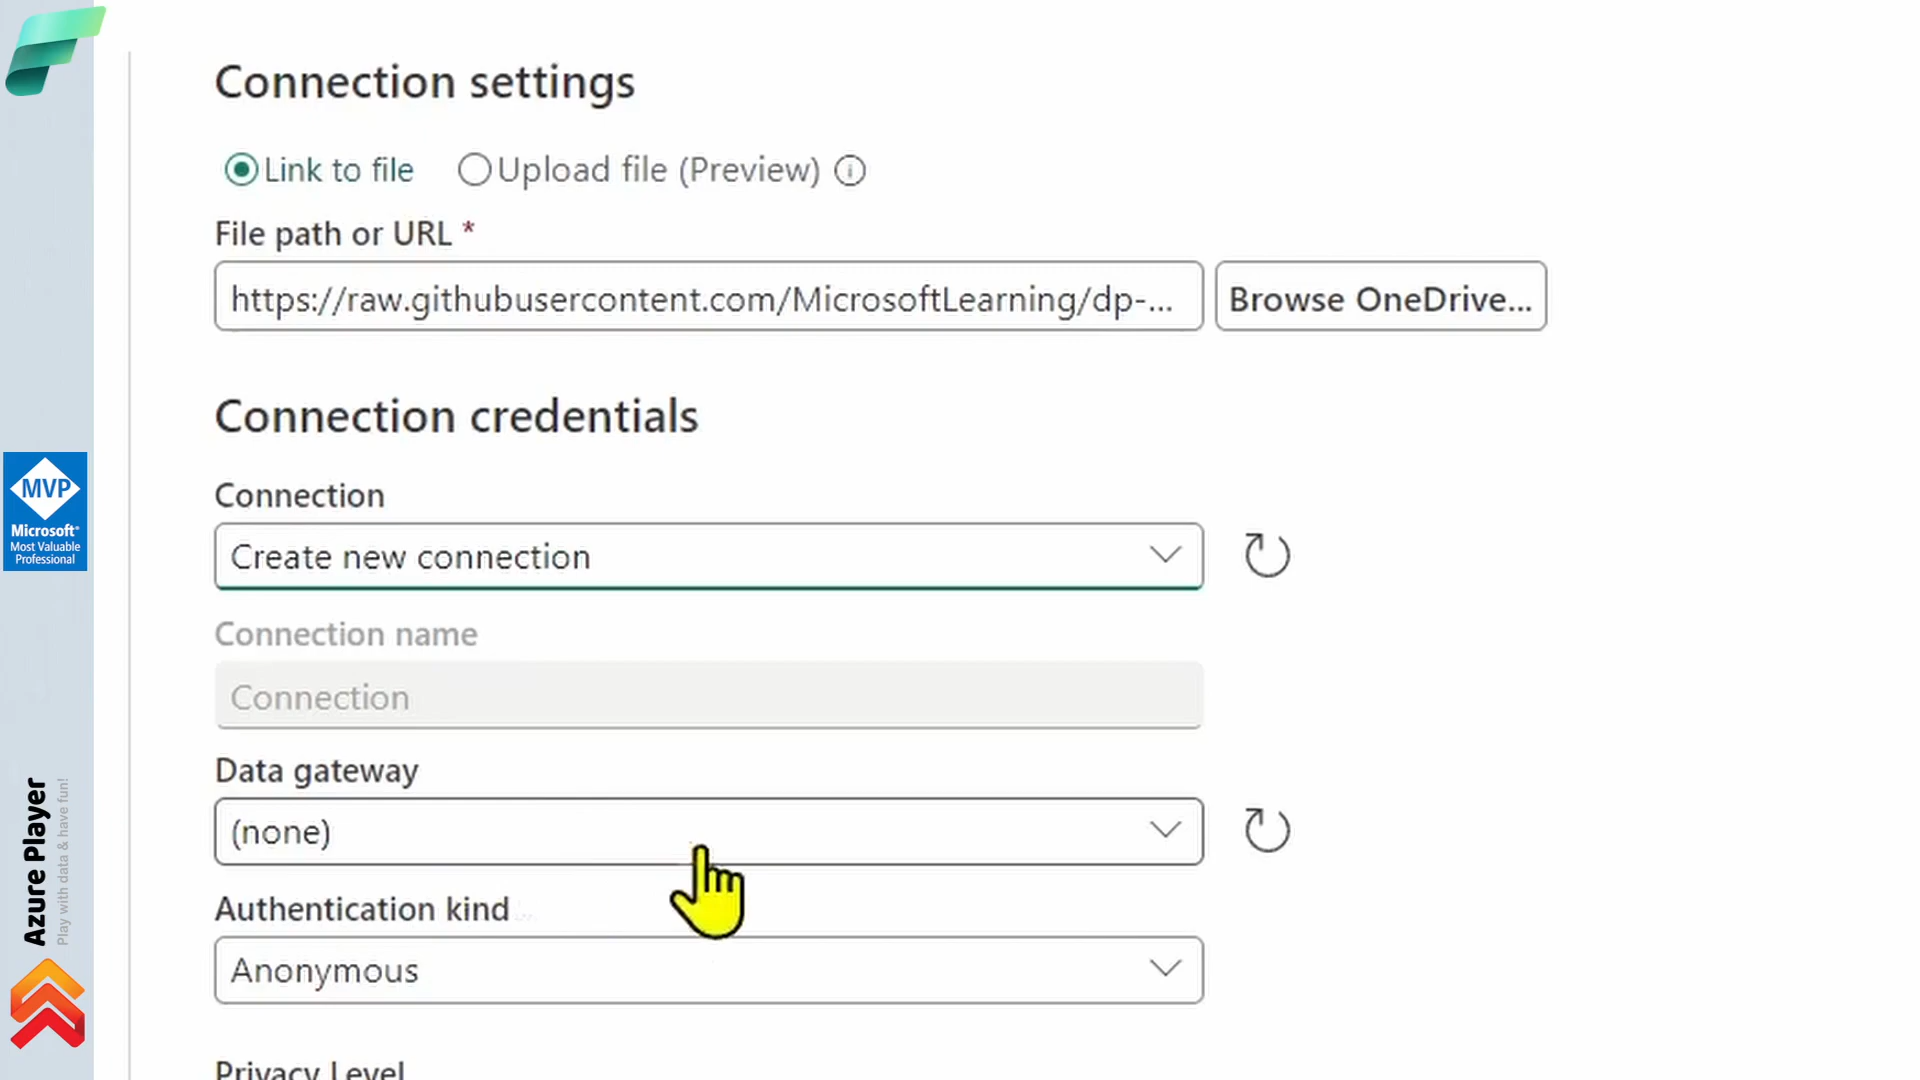 Connection settings
Link to file
Upload file (Preview)
File path or URL *
https://raw.githubusercontent.com/MicrosoftLearning/dp-...
Browse OneDrive...
Connection credentials
Connection
Create new connection
Connection name
Connection
Data gateway
(none)
Authentication kind
Anonymous
Privacy Level
MVP
Microsoft®
Most Valuable
Professional
Azure Player
Play with data & have fun!